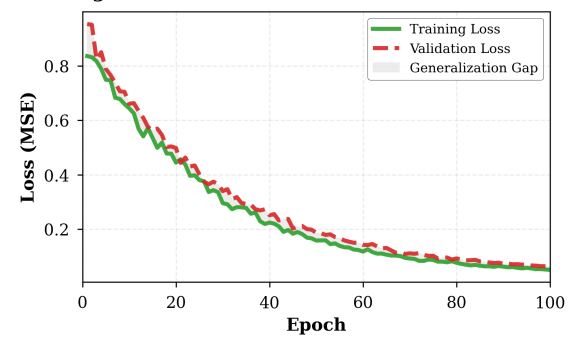 Training Loss
Validation Loss
Generalization Gap
0.8
0.6
0.4
0.2
Loss (MSE)
0 20 40 60 80 100
Epoch